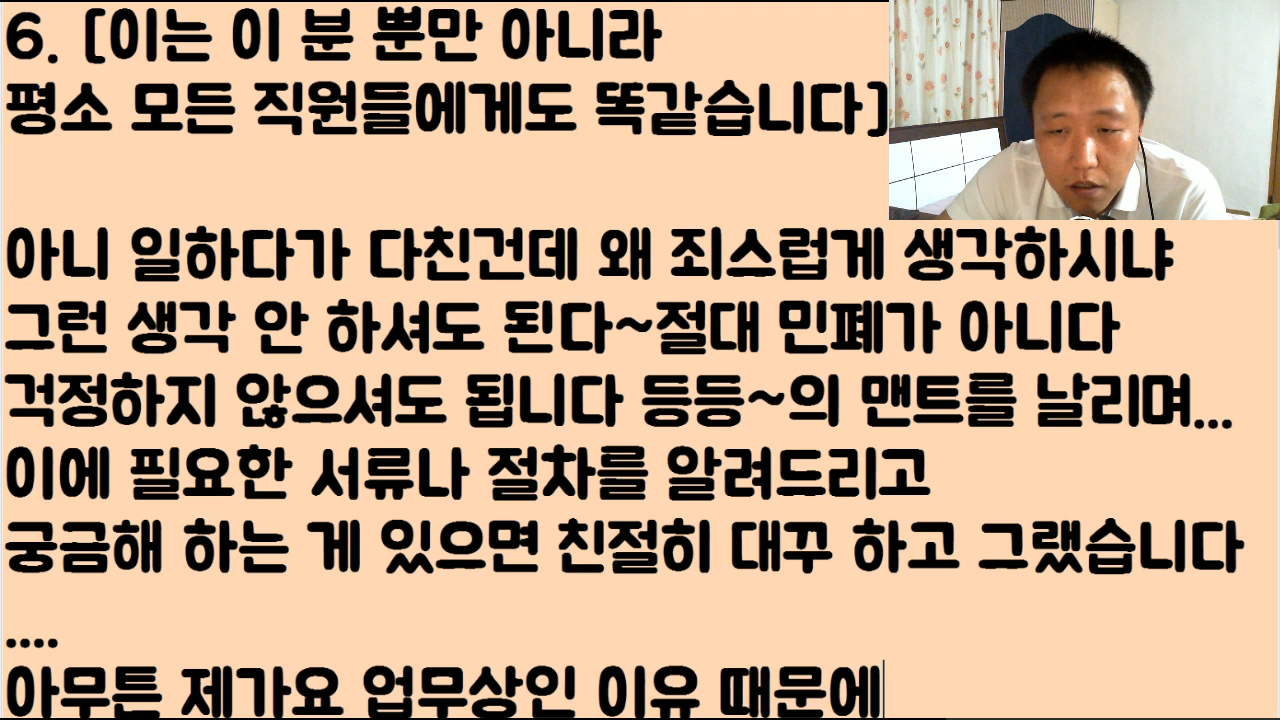 6. [이는 이 분 뿐만 아니라
평소 모든 직원들에게도 똑같습니다]
아니 일하다가 다친건데 왜 죄스럽게 생각하시냐
그런 생각 안 하셔도 된다~절대 민폐가 아니다
걱정하지 않으셔도 됩니다 등등~의 맨트를 날리며...
이에 필요한 서류나 절차를 알려드리고
궁금해 하는 게 있으면 친절히 대꾸 하고 그랬습니다
....
아무튼 제가요 업무상인 이유 때문에